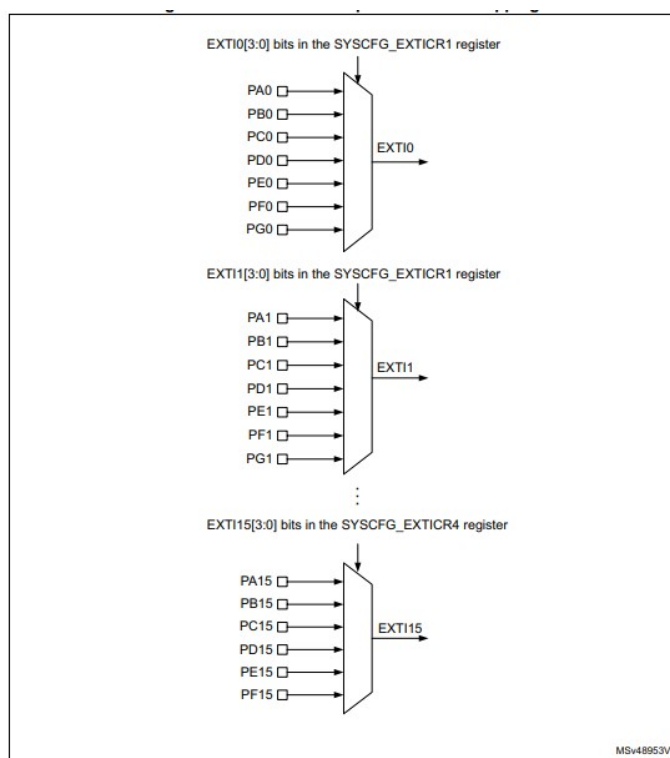 EXTI0[3:0] bits in the SYSCFG_EXTICR1 register
PA0
PB0
PC0
PD0
PE0
PF0
PG0
EXTI0
EXTI1[3:0] bits in the SYSCFG_EXTICR1 register
PA1
PB1
PC1
PD1
PE1
PF1
PG1
EXTI1
EXTI15[3:0] bits in the SYSCFG_EXTICR4 register
PA15
PB15
PC15
PD15
PE15
PF15
EXTI15
MSv48953V